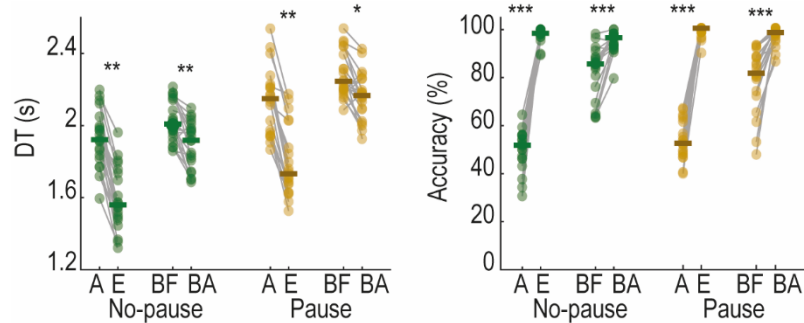 ** ** ** * *** *** *** ***
2.4
2
1.6
1.2
DT (s)
A E BF BA A E BF BA
No-pause Pause
100
80
60
40
20
0
Accuracy (%)
A E BF BA A E BF BA
No-pause Pause